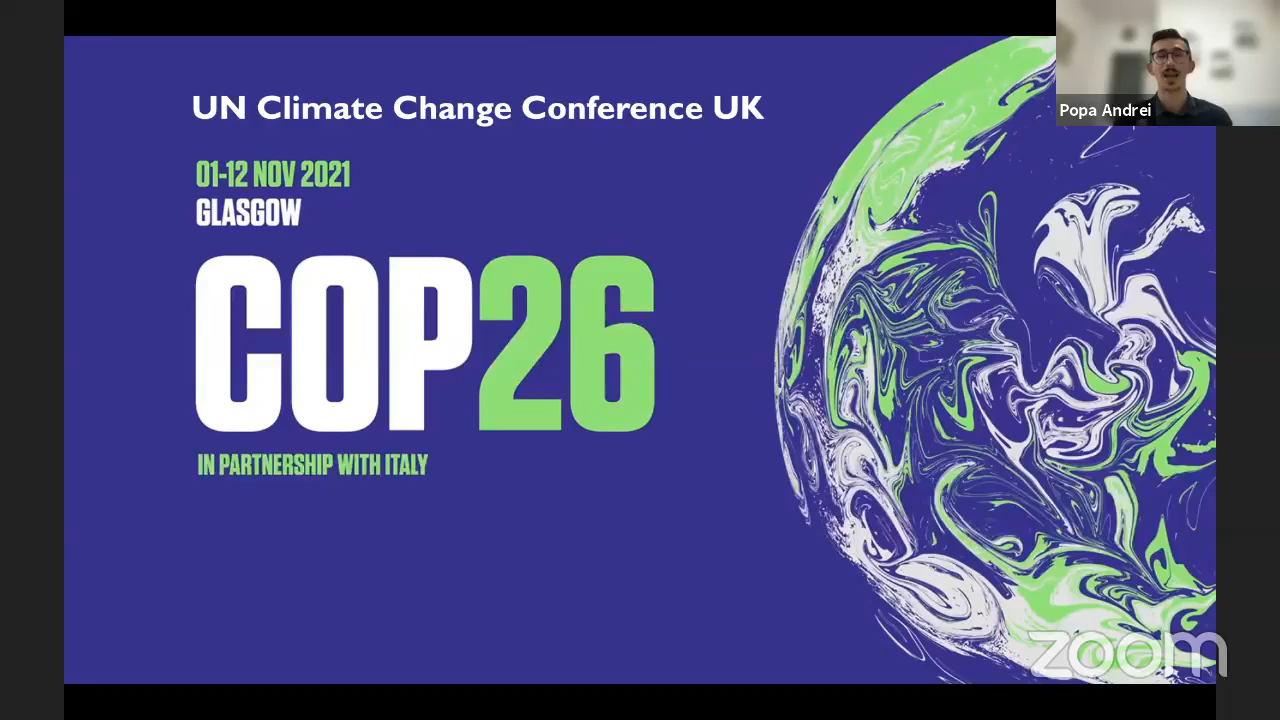 UN Climate Change Conference UK
01-12 NOV 2021
GLASGOW
COP26
IN PARTNERSHIP WITH ITALY
Popa Andrei
zoom